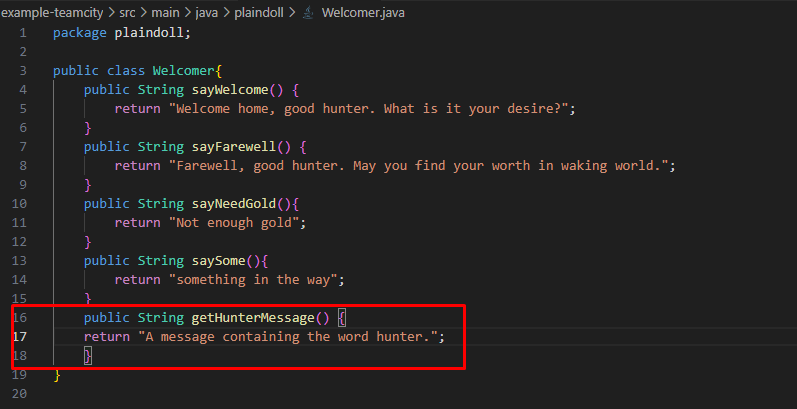 example-teamcity > src > main > java > plaindoll > Welcomer.java
1 package plaindoll;
2
3 public class Welcomer{
4     public String sayWelcome() {
5         return "Welcome home, good hunter. What is it your desire?";
6     }
7     public String sayFarewell() {
8         return "Farewell, good hunter. May you find your worth in waking world.";
9     }
10     public String sayNeedGold(){
11         return "Not enough gold";
12     }
13     public String saySome(){
14         return "something in the way";
15     }
16     public String getHunterMessage() {
17     return "A message containing the word hunter.";
18     }
19 }
20